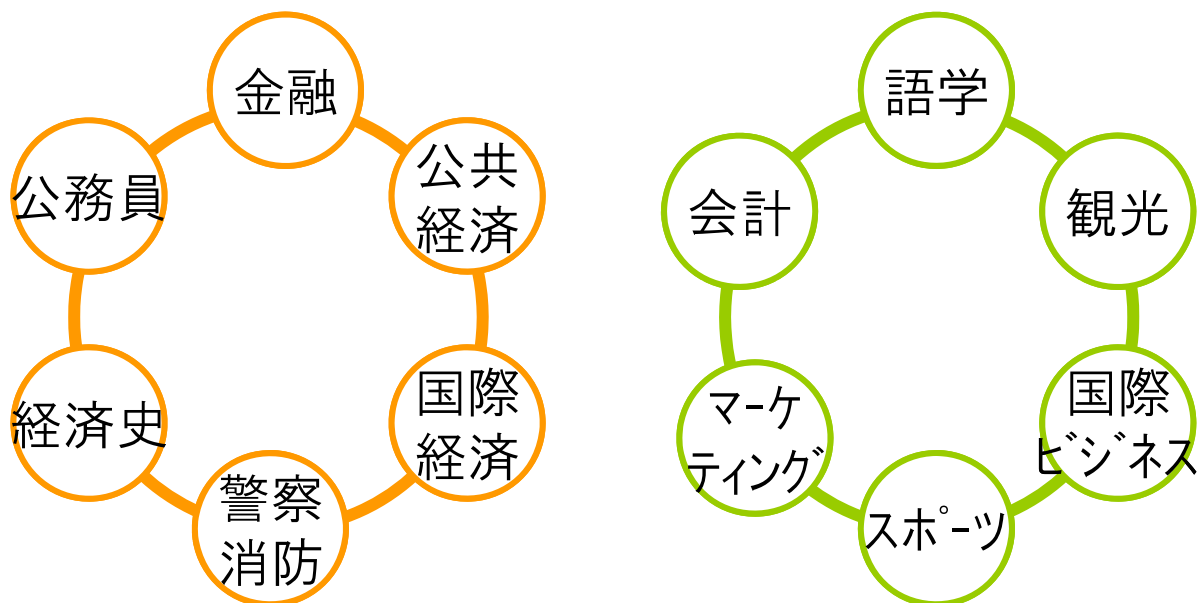 金融
公共
経済
国際
経済
警察
消防
経済史
公務員
語学
観光
国際
ﾋﾞｼﾞﾈｽ
ｽﾎﾟｰﾂ
ﾏｰｹ
ﾃｨﾝｸﾞ
会計